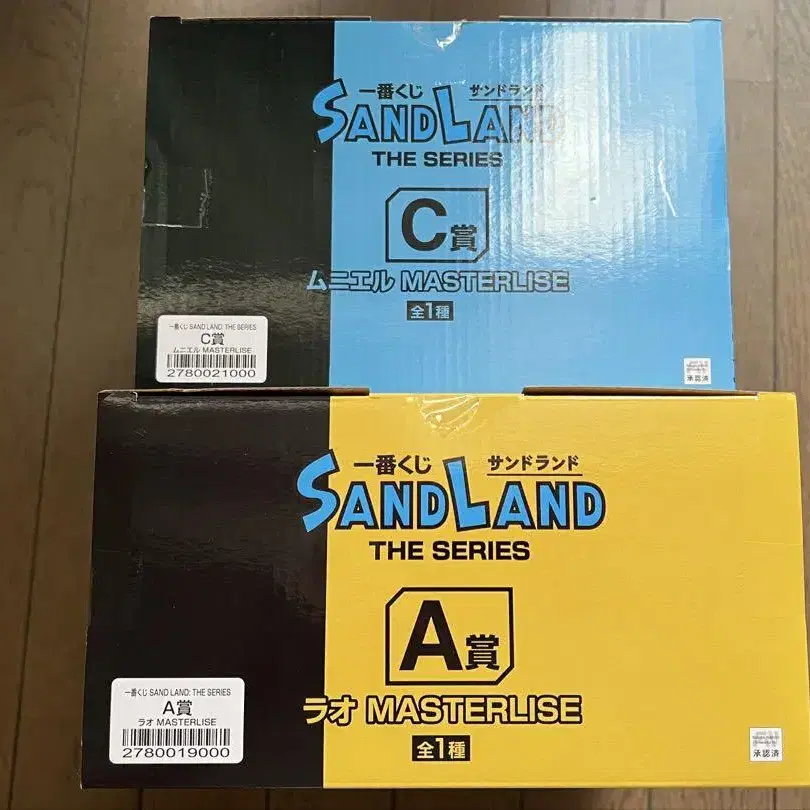 一番くじ サンドランド
SAND LAND
THE SERIES
C賞
ムニエル MASTERLISE
全1種
一番くじ SAND LAND: THE SERIES
C賞
ムニエル MASTERLISE
2780021000
承認済
一番くじ サンドランド
SAND LAND
THE SERIES
A賞
ラオ MASTERLISE
全1種
一番くじ SAND LAND: THE SERIES
A賞
ラオ MASTERLISE
2780019000
承認済